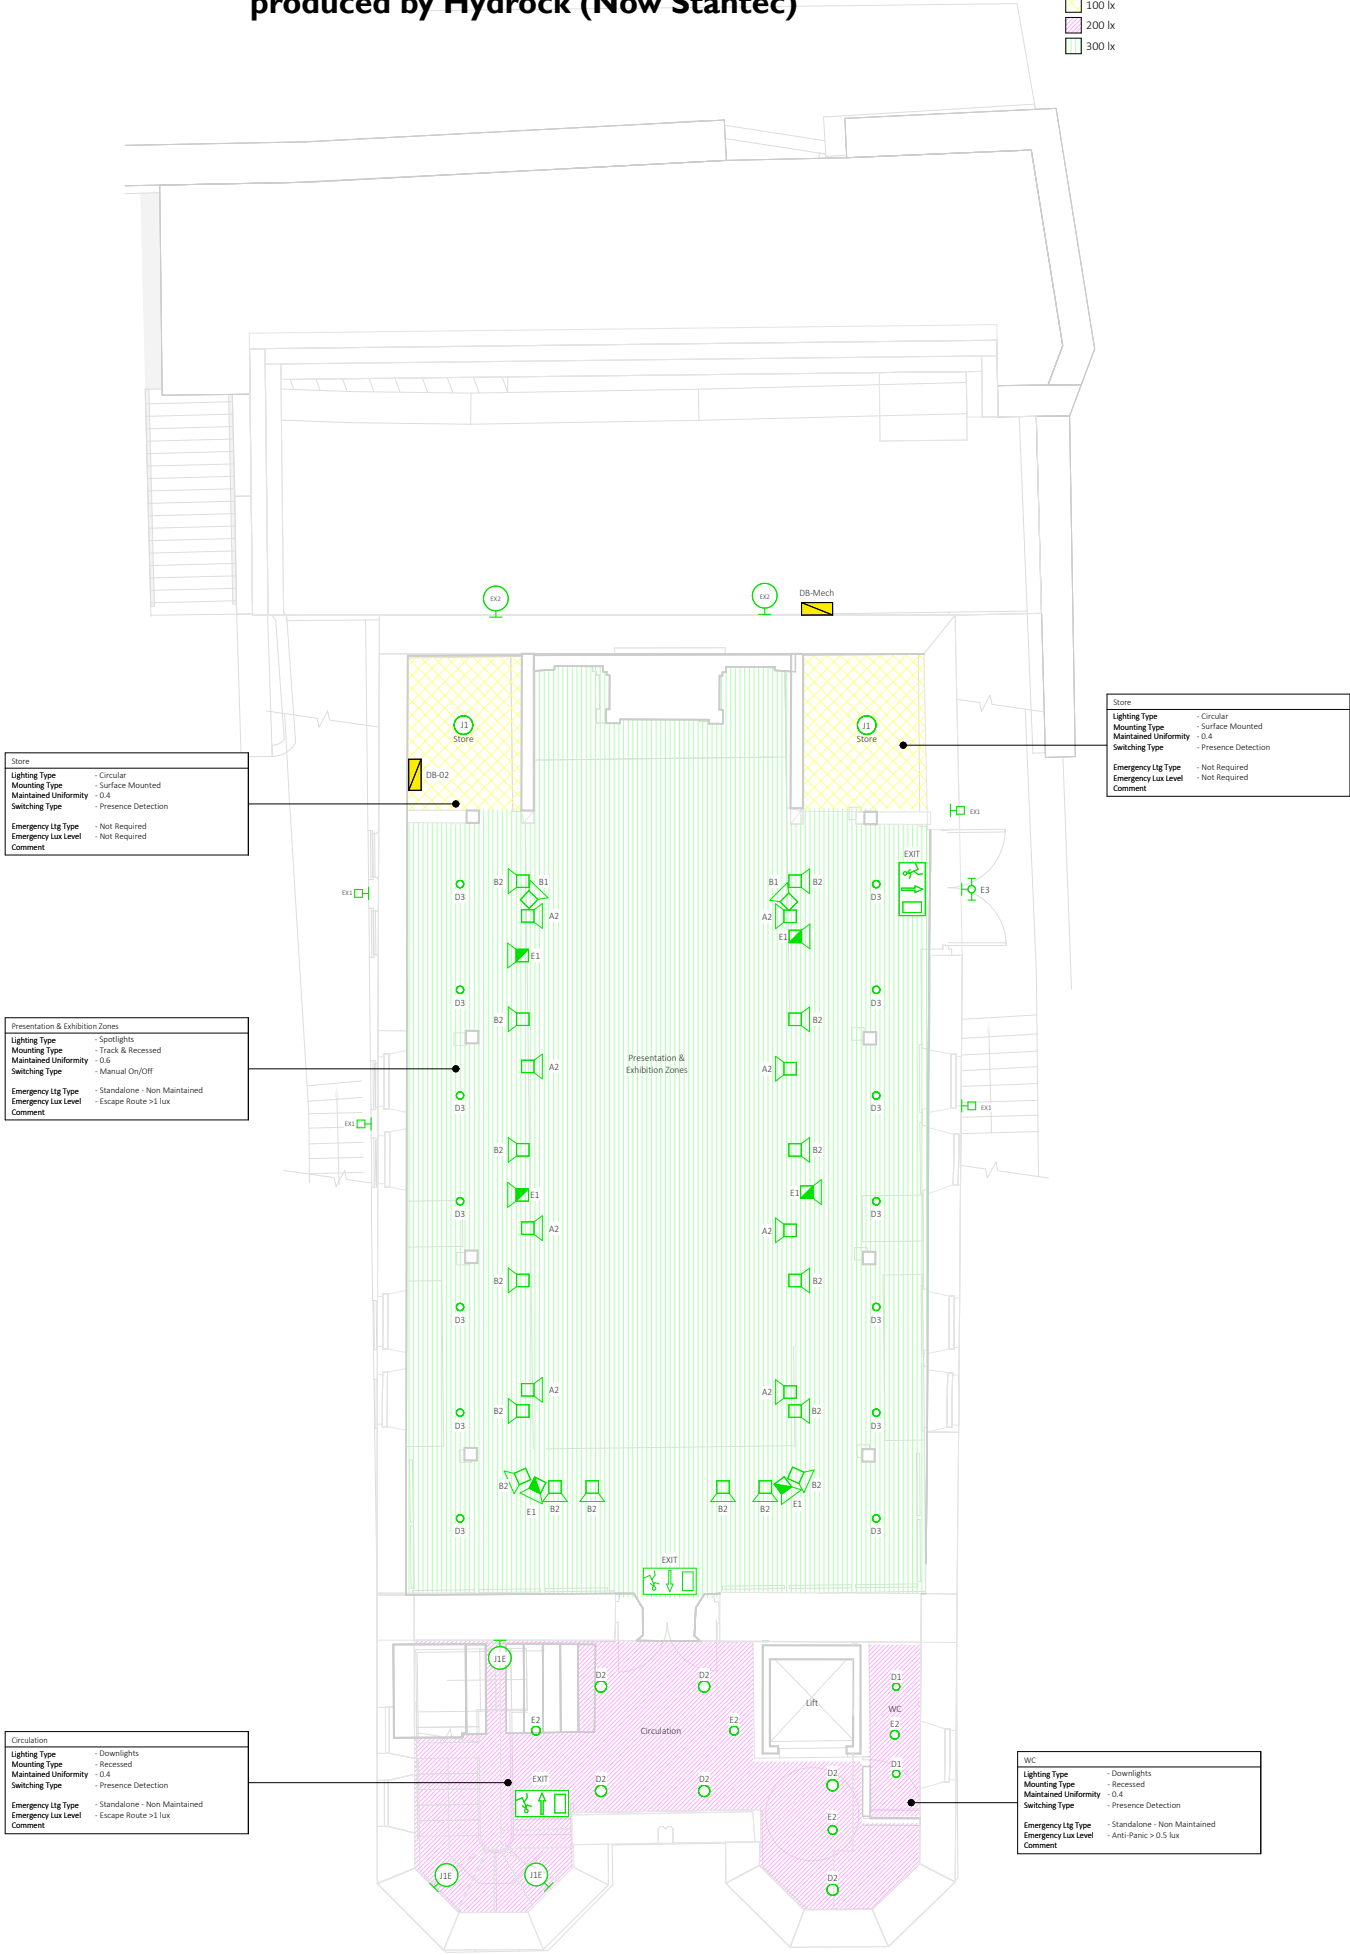 produced by Hydrock (Now Stantec)
100 lx
200 lx
300 lx
EX2
EX2
DB-Mech
J1
Store
J1
Store
DB-02
Store
Lighting Type - Circular
Mounting Type - Surface Mounted
Maintained Uniformity - 0.4
Switching Type - Presence Detection
Emergency Ltg Type - Not Required
Emergency Lux Level - Not Required
Comment
Store
Lighting Type - Circular
Mounting Type - Surface Mounted
Maintained Uniformity - 0.4
Switching Type - Presence Detection
Emergency Ltg Type - Not Required
Emergency Lux Level - Not Required
Comment
EX1
EXIT
B2 B1
B1 B2
EX1
D3
D3
E3
A2
A2
E1
E1
D3
D3
B2
B2
Presentation & Exhibition Zones
Lighting Type - Spotlights
Mounting Type - Track & Recessed
Maintained Uniformity - 0.6
Switching Type - Manual On/Off
Emergency Ltg Type - Standalone - Non Maintained
Emergency Lux Level - Escape Route >1 lux
Comment
Presentation &
Exhibition Zones
A2
A2
D3
D3
EX1
EX1
B2
B2
E1
E1
D3
D3
A2
A2
B2
B2
D3
D3
A2
A2
B2
B2
D3
D3
B2
B2
E1
B2
B2
B2
B2
E1
D3
D3
EXIT
J1E
D2
D2
D1
Lift
WC
E2
Circulation
E2
E2
D1
D2
D2
D2
EXIT
E2
J1E
J1E
D2
Circulation
Lighting Type - Downlights
Mounting Type - Recessed
Maintained Uniformity - 0.4
Switching Type - Presence Detection
Emergency Ltg Type - Standalone - Non Maintained
Emergency Lux Level - Escape Route >1 lux
Comment
WC
Lighting Type - Downlights
Mounting Type - Recessed
Maintained Uniformity - 0.4
Switching Type - Presence Detection
Emergency Ltg Type - Standalone - Non Maintained
Emergency Lux Level - Anti-Panic > 0.5 lux
Comment